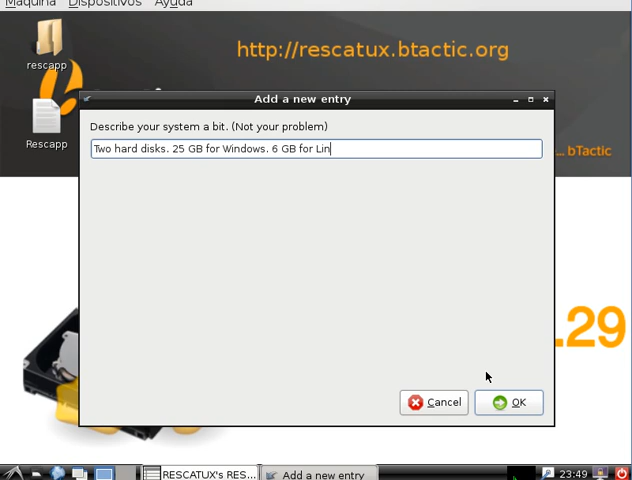 Máquina Dispositivos Ayuda
http://rescatux.btactic.org
rescapp
Add a new entry
Describe your system a bit. (Not your problem)
Two hard disks. 25 GB for Windows. 6 GB for Lin
Rescapp
... bTactic
.29
Cancel
OK
RESCATUX's RES...
Add a new entry
23:49